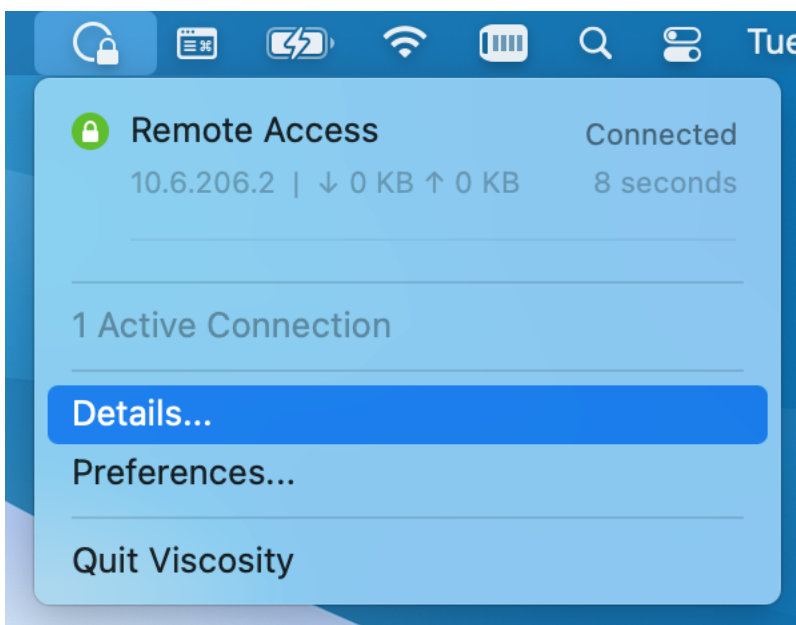 Tue
Remote Access Connected
10.6.206.2 | ↓ 0 KB ↑ 0 KB 8 seconds
1 Active Connection
Details...
Preferences...
Quit Viscosity